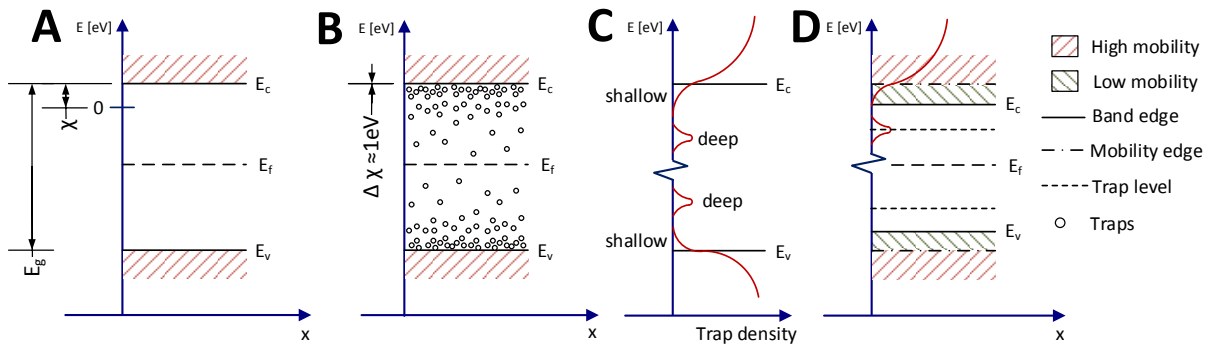 A
E [eV]
E_c
0
χ
E_f
E_g
E_v
x
B
E [eV]
E_c
Δ χ ≈1eV
E_f
E_v
x
C
E [eV]
E_c
shallow
deep
deep
shallow
E_v
Trap density
D
E [eV]
E_c
E_f
E_v
x
High mobility
Low mobility
Band edge
Mobility edge
Trap level
Traps